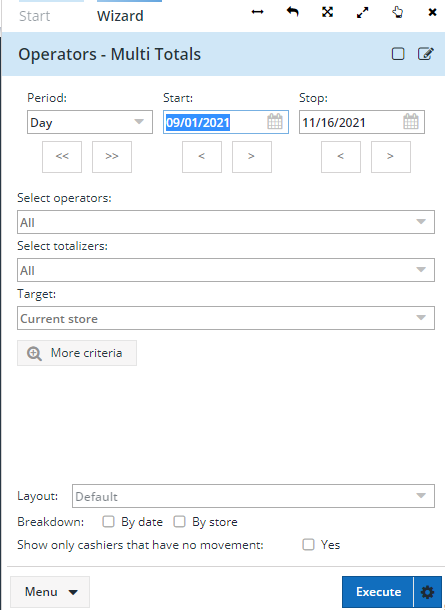 Start Wizard
Operators - Multi Totals
Period: Start: Stop:
Day 09/01/2021 11/16/2021
<< >> < > < >
Select operators:
All
Select totalizers:
All
Target:
Current store
More criteria
Layout: Default
Breakdown: By date By store
Show only cashiers that have no movement: Yes
Menu Execute